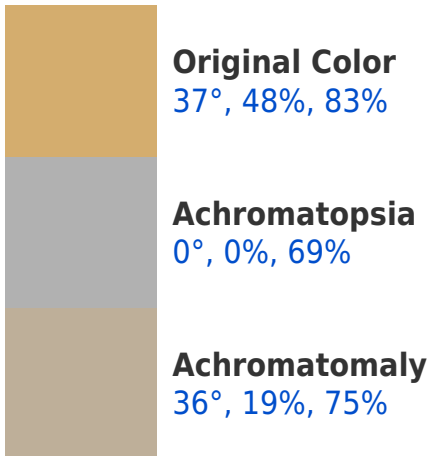 Original Color
37°, 48%, 83%
Achromatopsia
0°, 0%, 69%
Achromatomaly
36°, 19%, 75%